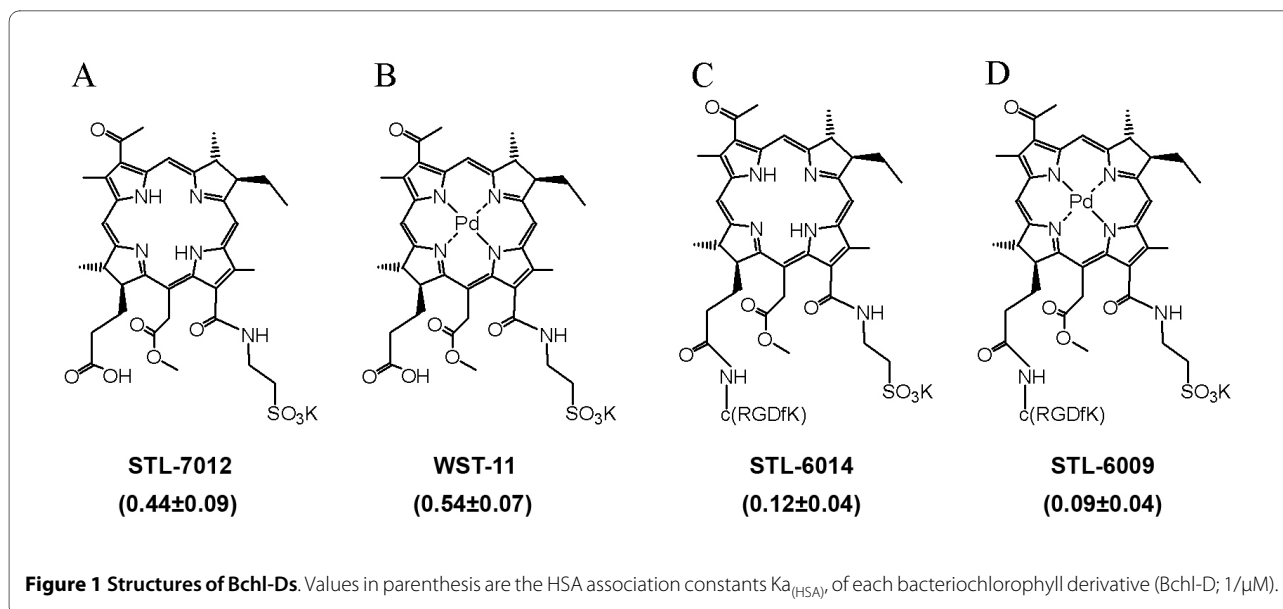 A B C D
O NH N N HN O OH O O O NH SO₃K
O N N Pd N N O OH O O O NH SO₃K
O NH N N HN O NH O O O NH SO₃K c(RGDfK)
O N N Pd N N O NH O O O NH SO₃K c(RGDfK)
STL-7012 WST-11 STL-6014 STL-6009
(0.44±0.09) (0.54±0.07) (0.12±0.04) (0.09±0.04)
Figure 1 Structures of Bchl-Ds. Values in parenthesis are the HSA association constants Ka(HSA), of each bacteriochlorophyll derivative (Bchl-D; 1/μM).